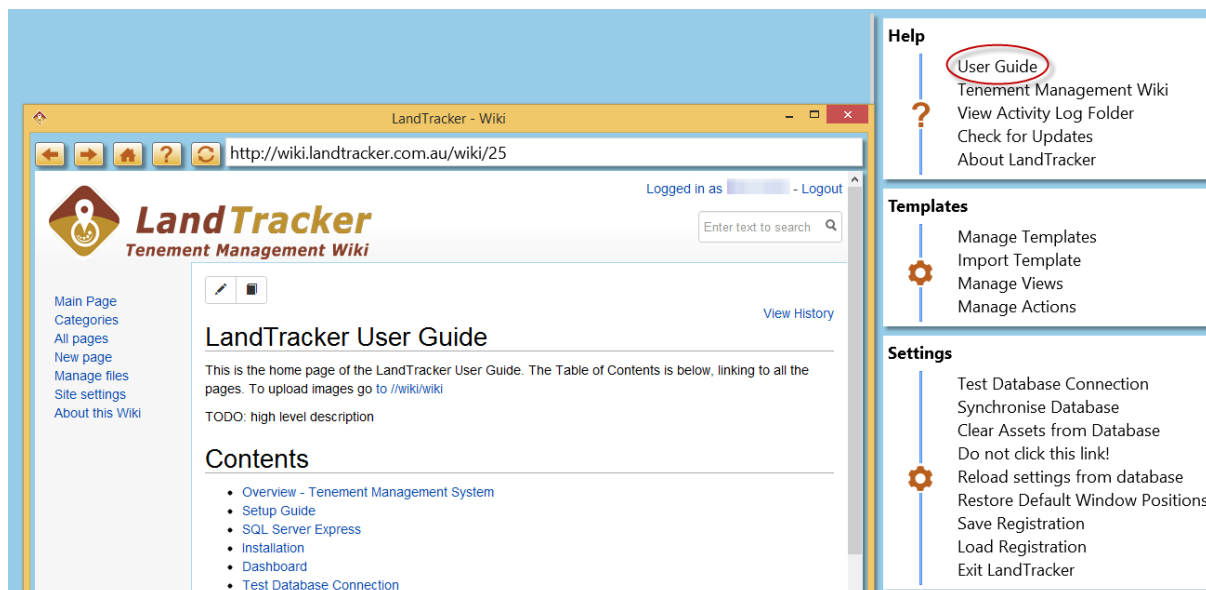 LandTracker - Wiki
http://wiki.landtracker.com.au/wiki/25
Logged in as - Logout
LandTracker
Tenement Management Wiki
Enter text to search
Main Page
Categories
All pages
New page
Manage files
Site settings
About this Wiki
View History
LandTracker User Guide
This is the home page of the LandTracker User Guide. The Table of Contents is below, linking to all the
pages. To upload images go to //wiki/wiki
TODO: high level description
Contents
Overview - Tenement Management System
Setup Guide
SQL Server Express
Installation
Dashboard
Test Database Connection
Help
User Guide
Tenement Management Wiki
View Activity Log Folder
Check for Updates
About LandTracker
Templates
Manage Templates
Import Template
Manage Views
Manage Actions
Settings
Test Database Connection
Synchronise Database
Clear Assets from Database
Do not click this link!
Reload settings from database
Restore Default Window Positions
Save Registration
Load Registration
Exit LandTracker